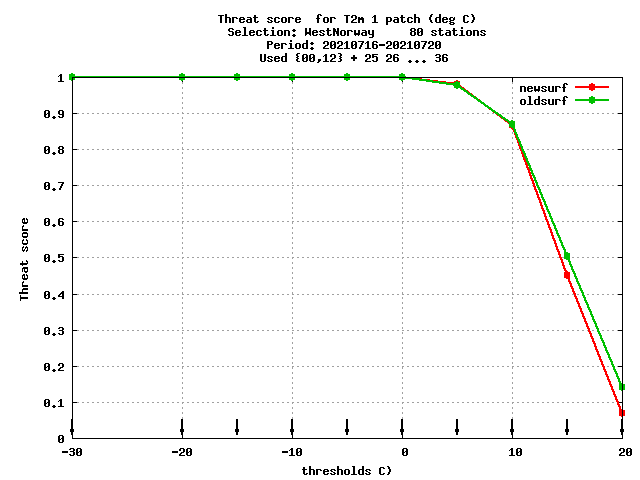 Threat score  for T2m 1 patch (deg C)
Selection: WestNorway     80 stations
Period: 20210716-20210720
Used {00,12} + 25 26 ... 36
newsurf
oldsurf
1
0.9
0.8
0.7
0.6
0.5
0.4
0.3
0.2
0.1
0
Threat score
-30 -20 -10 0 10 20
thresholds C)